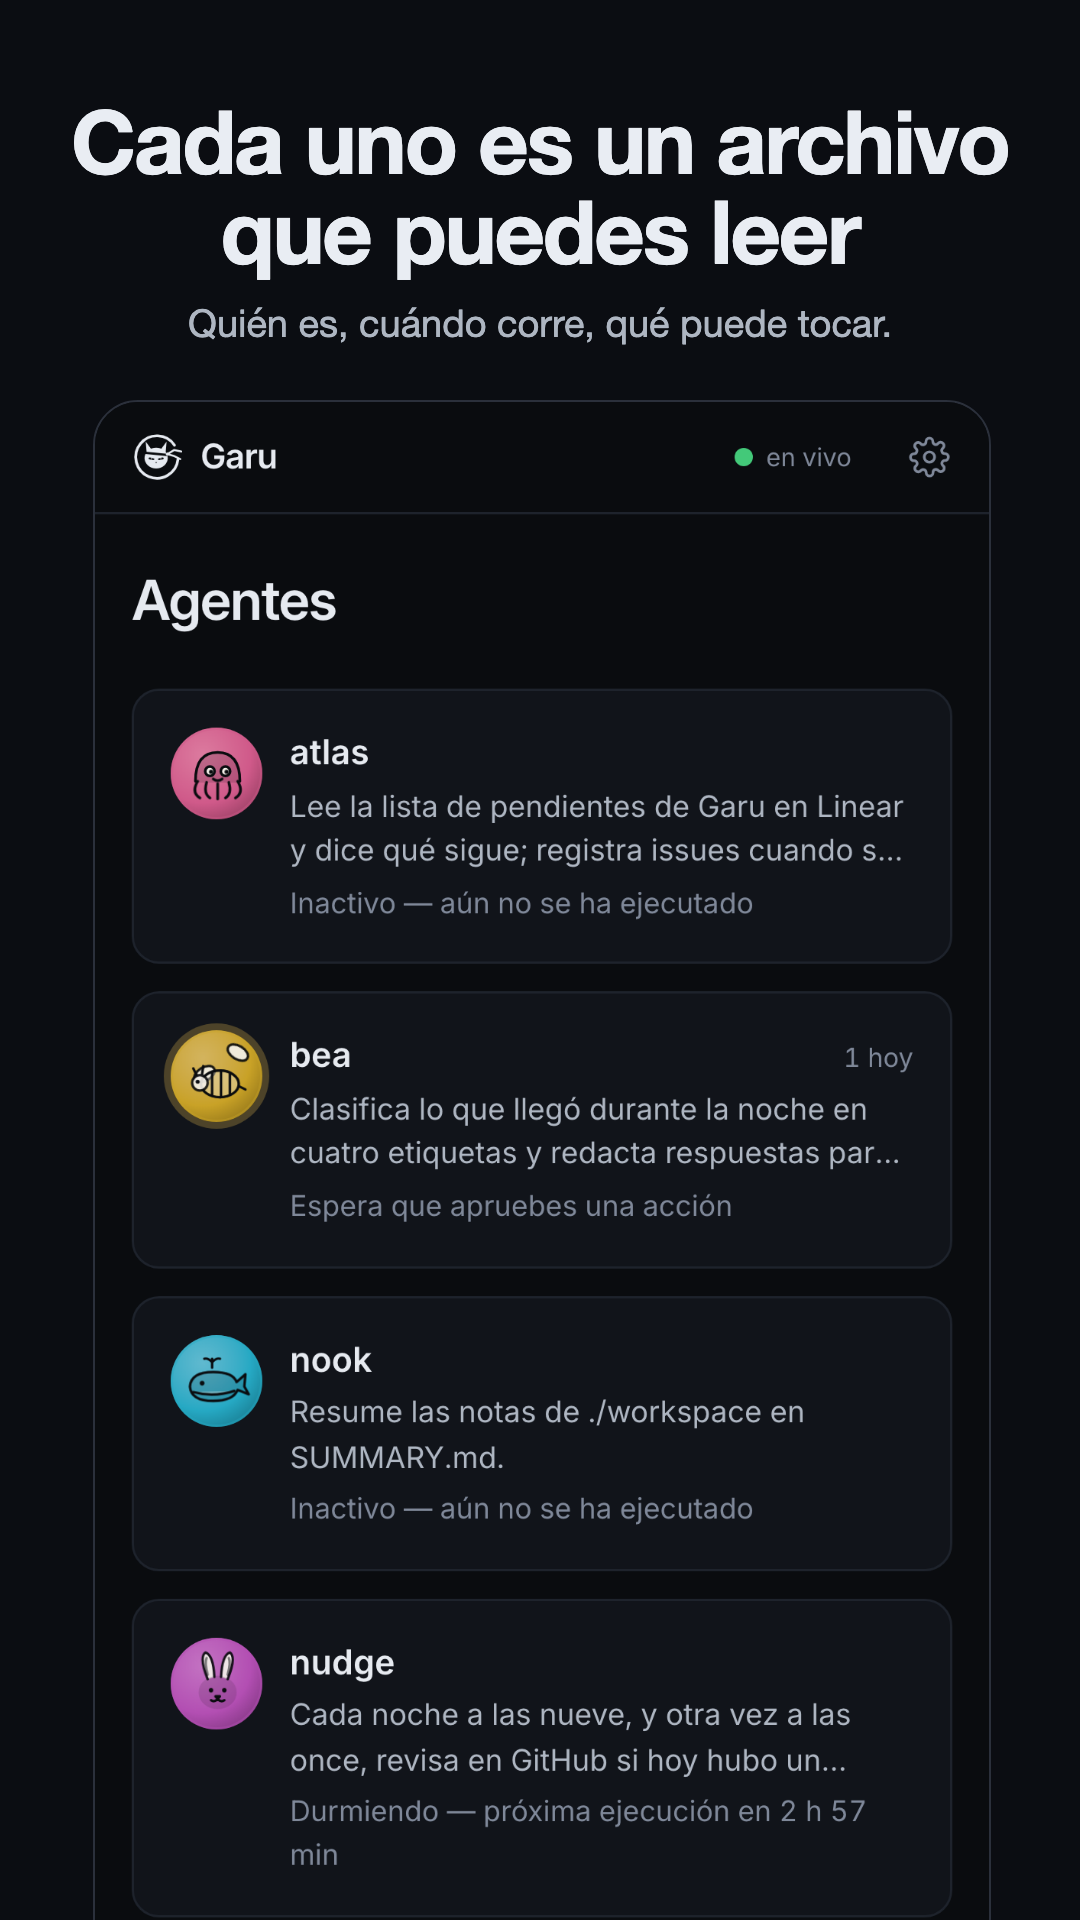 Cada uno es un archivo
que puedes leer
Quién es, cuándo corre, qué puede tocar.
Garu
en vivo
Agentes
atlas
Lee la lista de pendientes de Garu en Linear
y dice qué sigue; registra issues cuando s...
Inactivo — aún no se ha ejecutado
bea
1 hoy
Clasifica lo que llegó durante la noche en
cuatro etiquetas y redacta respuestas par...
Espera que apruebes una acción
nook
Resume las notas de ./workspace en
SUMMARY.md.
Inactivo — aún no se ha ejecutado
nudge
Cada noche a las nueve, y otra vez a las
once, revisa en GitHub si hoy hubo un...
Durmiendo — próxima ejecución en 2 h 57
min